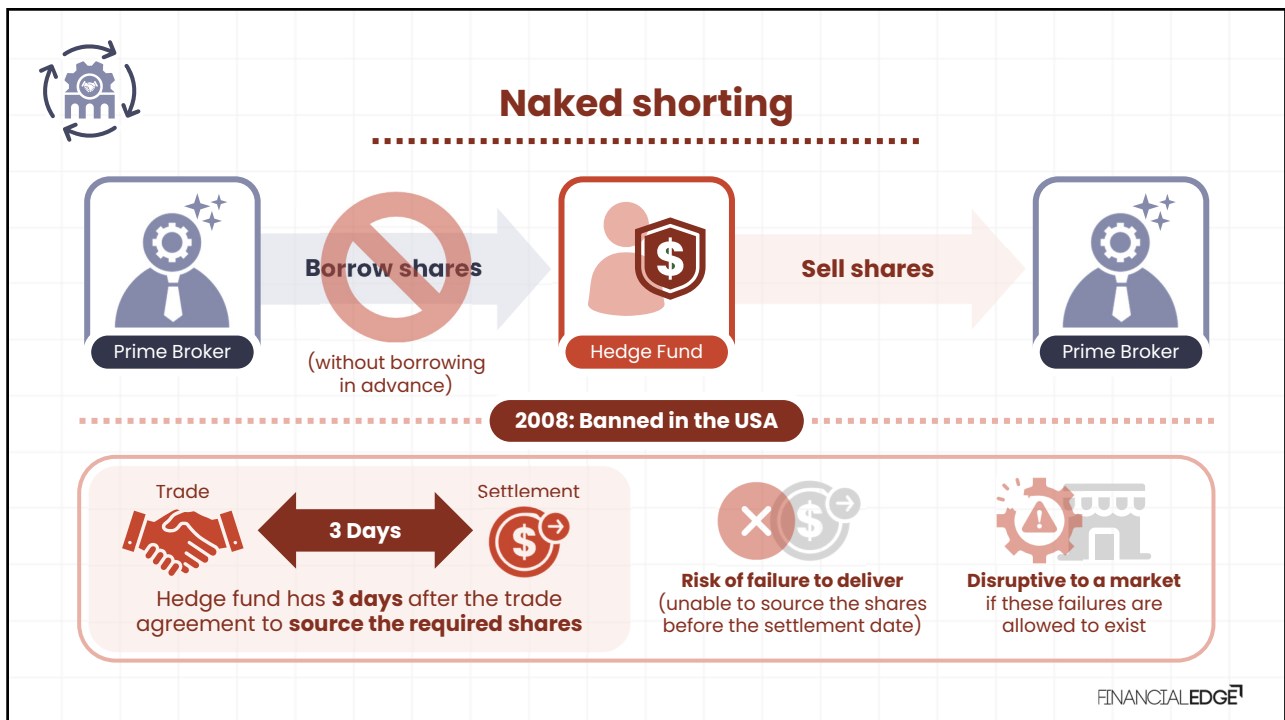 Naked shorting
Borrow shares
Sell shares
Prime Broker
(without borrowing
in advance)
Hedge Fund
Prime Broker
2008: Banned in the USA
Trade
3 Days
Settlement
Hedge fund has 3 days after the trade
agreement to source the required shares
Risk of failure to deliver
(unable to source the shares
before the settlement date)
Disruptive to a market
if these failures are
allowed to exist
FINANCIALEDGE